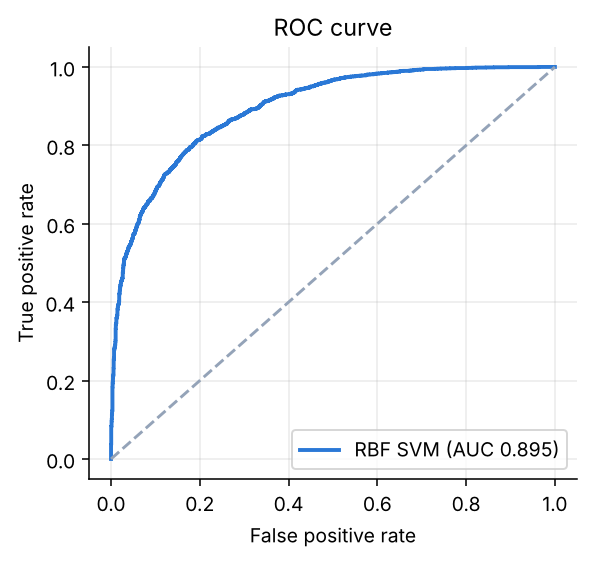 ROC curve
True positive rate
1.0
0.8
0.6
0.4
0.2
0.0
RBF SVM (AUC 0.895)
0.0 0.2 0.4 0.6 0.8 1.0
False positive rate